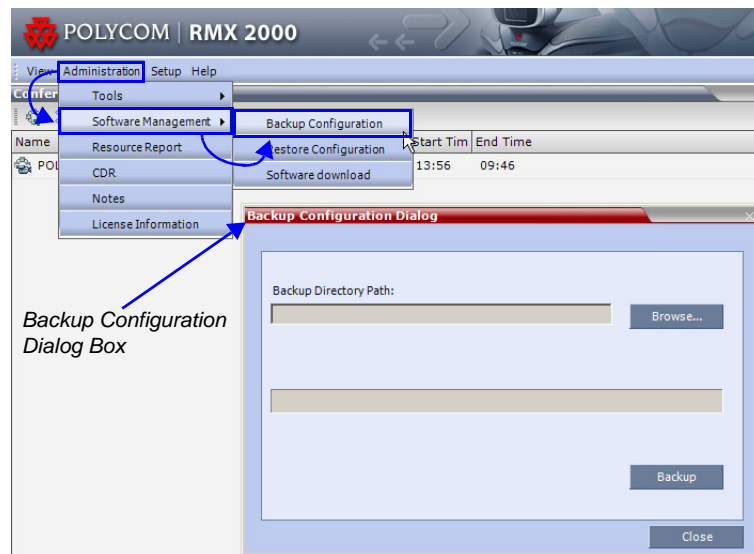 POLYCOM | RMX 2000
View Administration Setup Help
Confer
Tools
Software Management
Resource Report
CDR
Notes
License Information
Backup Configuration
Restore Configuration
Software download
Name Start Tim End Time
POL 13:56 09:46
Backup Configuration Dialog
Backup Directory Path:
Browse...
Backup Configuration
Dialog Box
Backup
Close